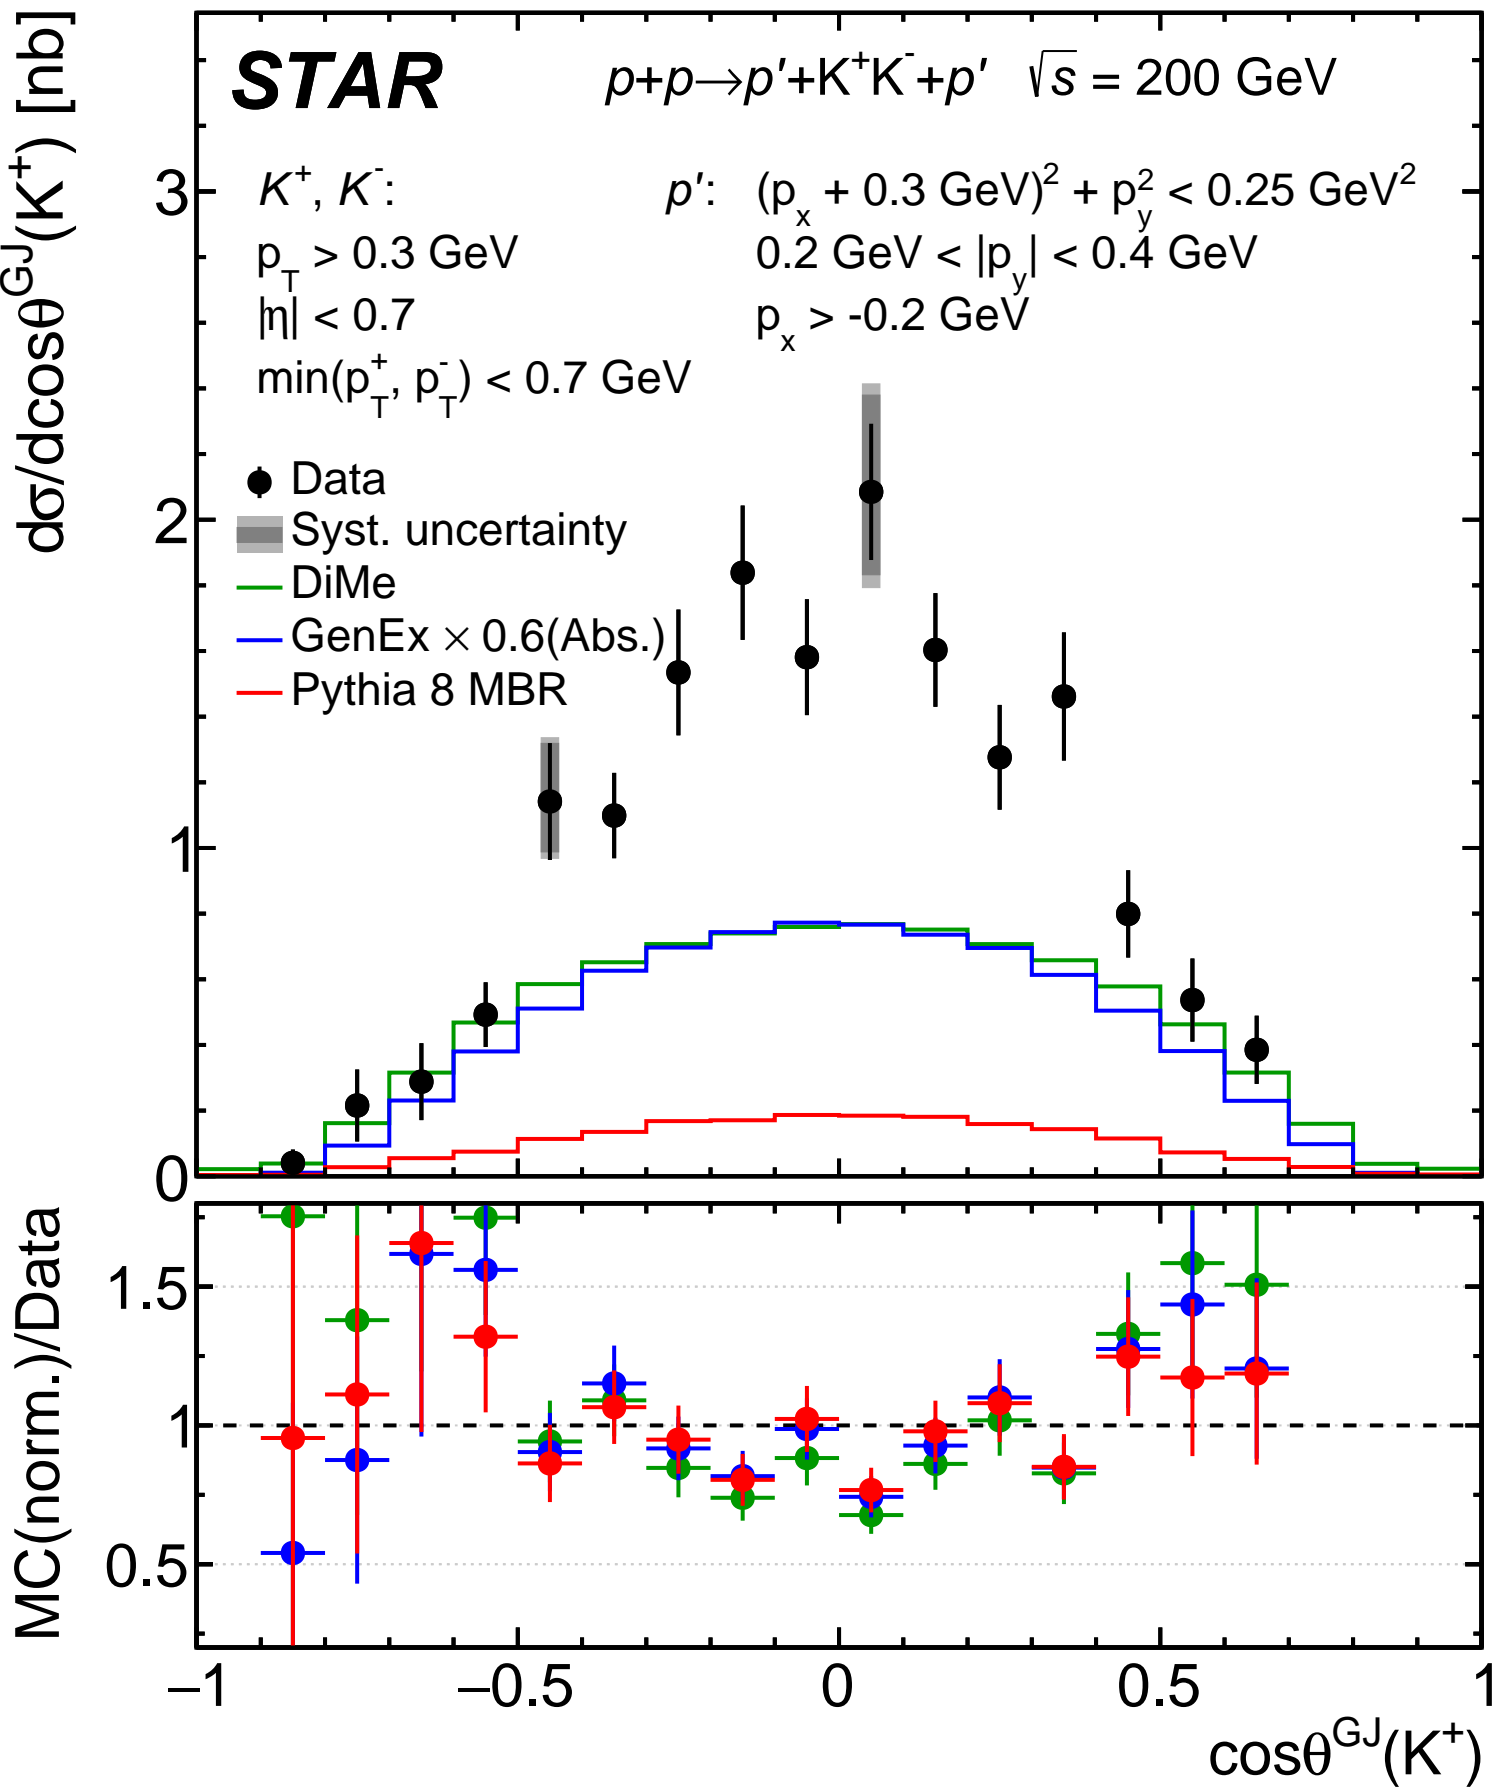 STAR p+p→p′+K⁺K⁻+p′ √s = 200 GeV
K⁺, K⁻: p′: (pₓ + 0.3 GeV)² + p_y² < 0.25 GeV²
p_T > 0.3 GeV 0.2 GeV < |p_y| < 0.4 GeV
|η| < 0.7 pₓ > -0.2 GeV
min(p_T⁺, p_T⁻) < 0.7 GeV
Data
Syst. uncertainty
DiMe
GenEx × 0.6(Abs.)
Pythia 8 MBR
dσ/dcosθ^GJ(K⁺) [nb]
3
2
1
0
MC(norm.)/Data
1.5
1
0.5
−1 −0.5 0 0.5 1
cosθ^GJ(K⁺)